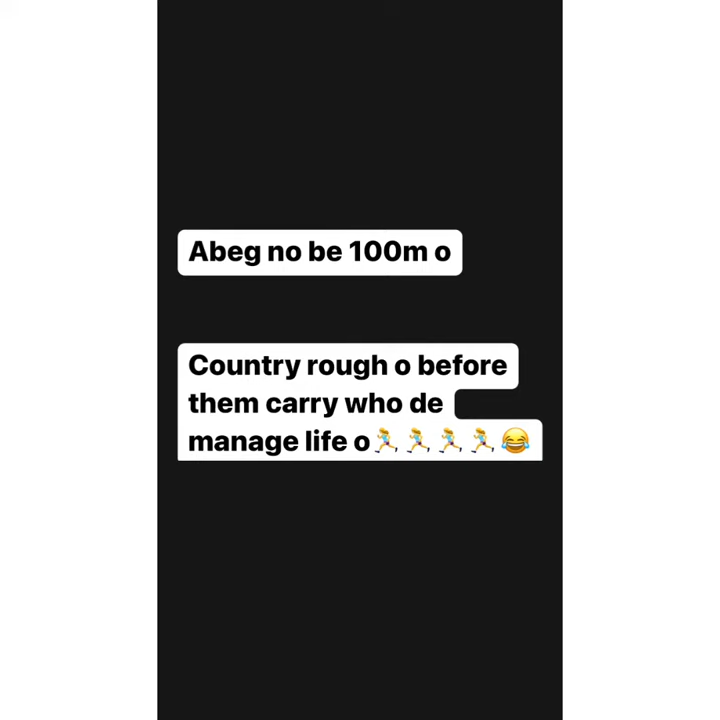 Abeg no be 100m o
Country rough o before
them carry who de
manage life o🏃‍♀️🏃‍♀️🏃‍♀️🏃‍♀️😂